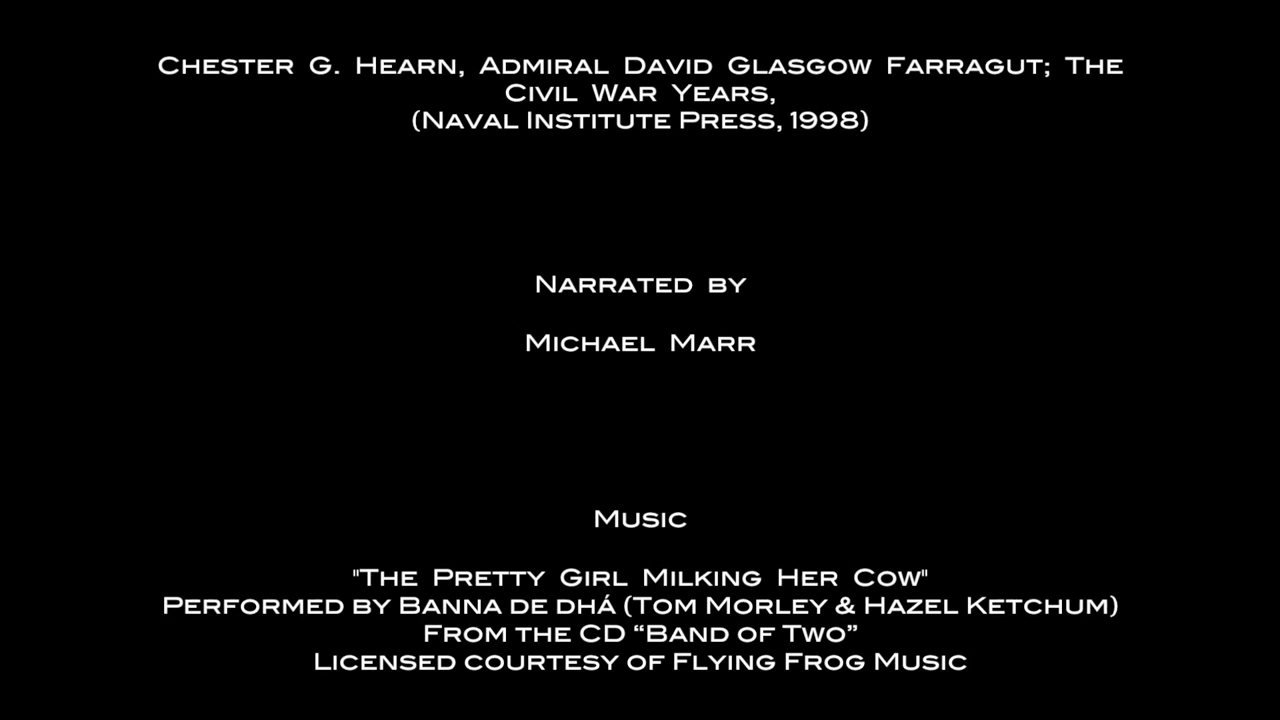 Chester G. Hearn, Admiral David Glasgow Farragut; The
Civil War Years,
(Naval Institute Press, 1998)
Narrated by
Michael Marr
Music
"The Pretty Girl Milking Her Cow"
Performed by Banna de dhá (Tom Morley & Hazel Ketchum)
From the CD “Band of Two”
Licensed courtesy of Flying Frog Music